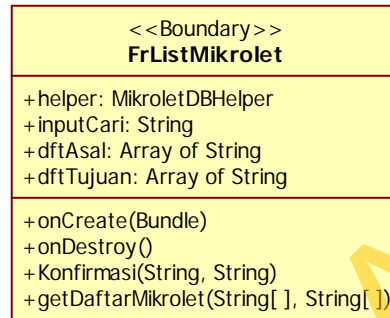 <<Boundary>>
FrListMikrolet
+helper: MikroletDBHelper
+inputCari: String
+dftAsal: Array of String
+dftTujuan: Array of String
+onCreate(Bundle)
+onDestroy()
+Konfirmasi(String, String)
+getDaftarMikrolet(String[ ], String[ ])